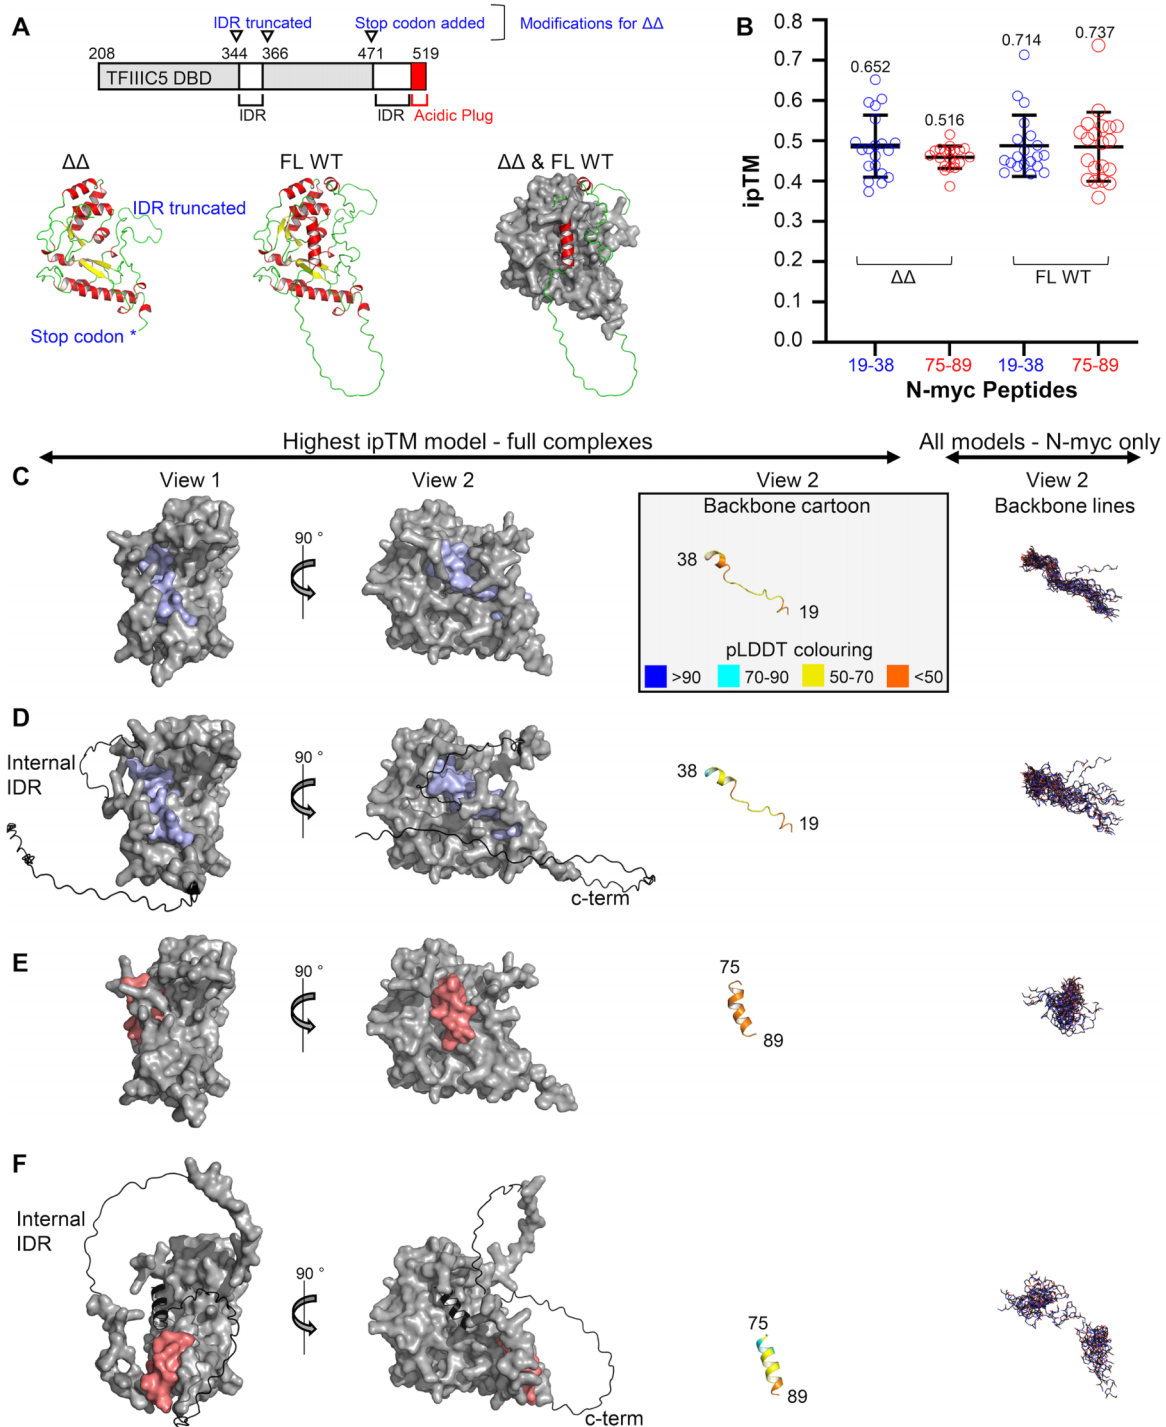 A
IDR truncated
Stop codon added
Modifications for ΔΔ
208
344
366
471
519
TFIIIC5 DBD
IDR
IDR
Acidic Plug
ΔΔ
FL WT
ΔΔ & FL WT
IDR truncated
Stop codon *
B
ipTM
0.8
0.7
0.6
0.5
0.4
0.3
0.2
0.1
0.0
0.652
0.516
0.714
0.737
ΔΔ
FL WT
19-38
75-89
19-38
75-89
N-myc Peptides
Highest ipTM model - full complexes
All models - N-myc only
C
View 1
View 2
View 2
View 2
Backbone cartoon
Backbone lines
90 °
38
19
pLDDT colouring
>90
70-90
50-70
<50
D
Internal
IDR
90 °
c-term
38
19
E
90 °
75
89
F
Internal
IDR
90 °
c-term
75
89